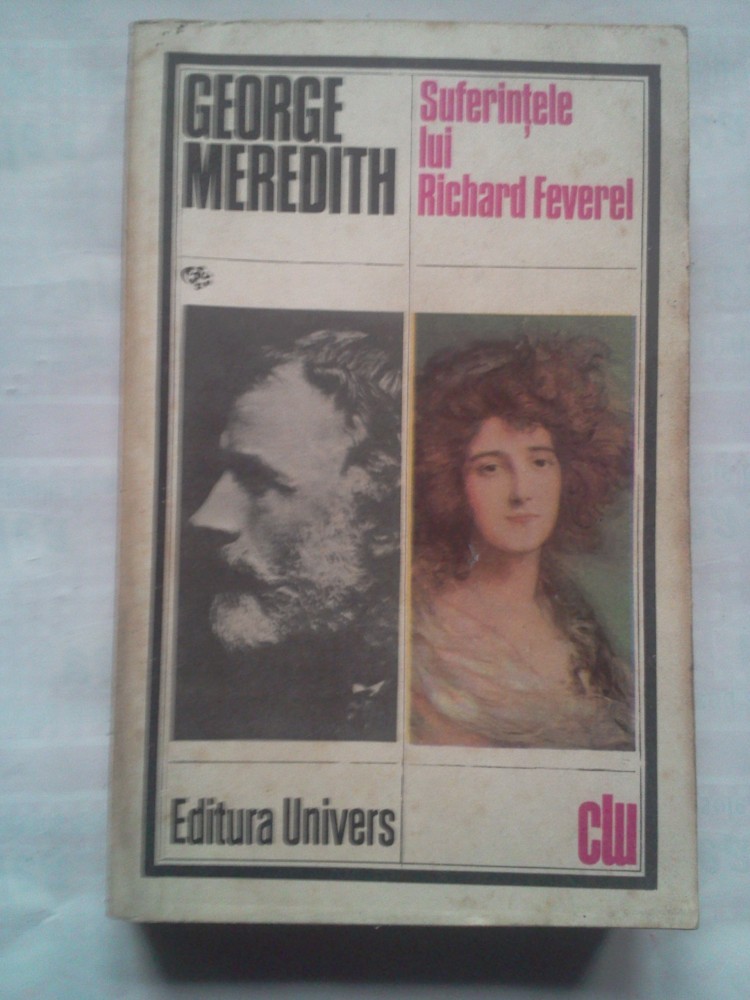 GEORGE
MEREDITH
Suferințele
lui
Richard Feverel
Editura Univers
clu